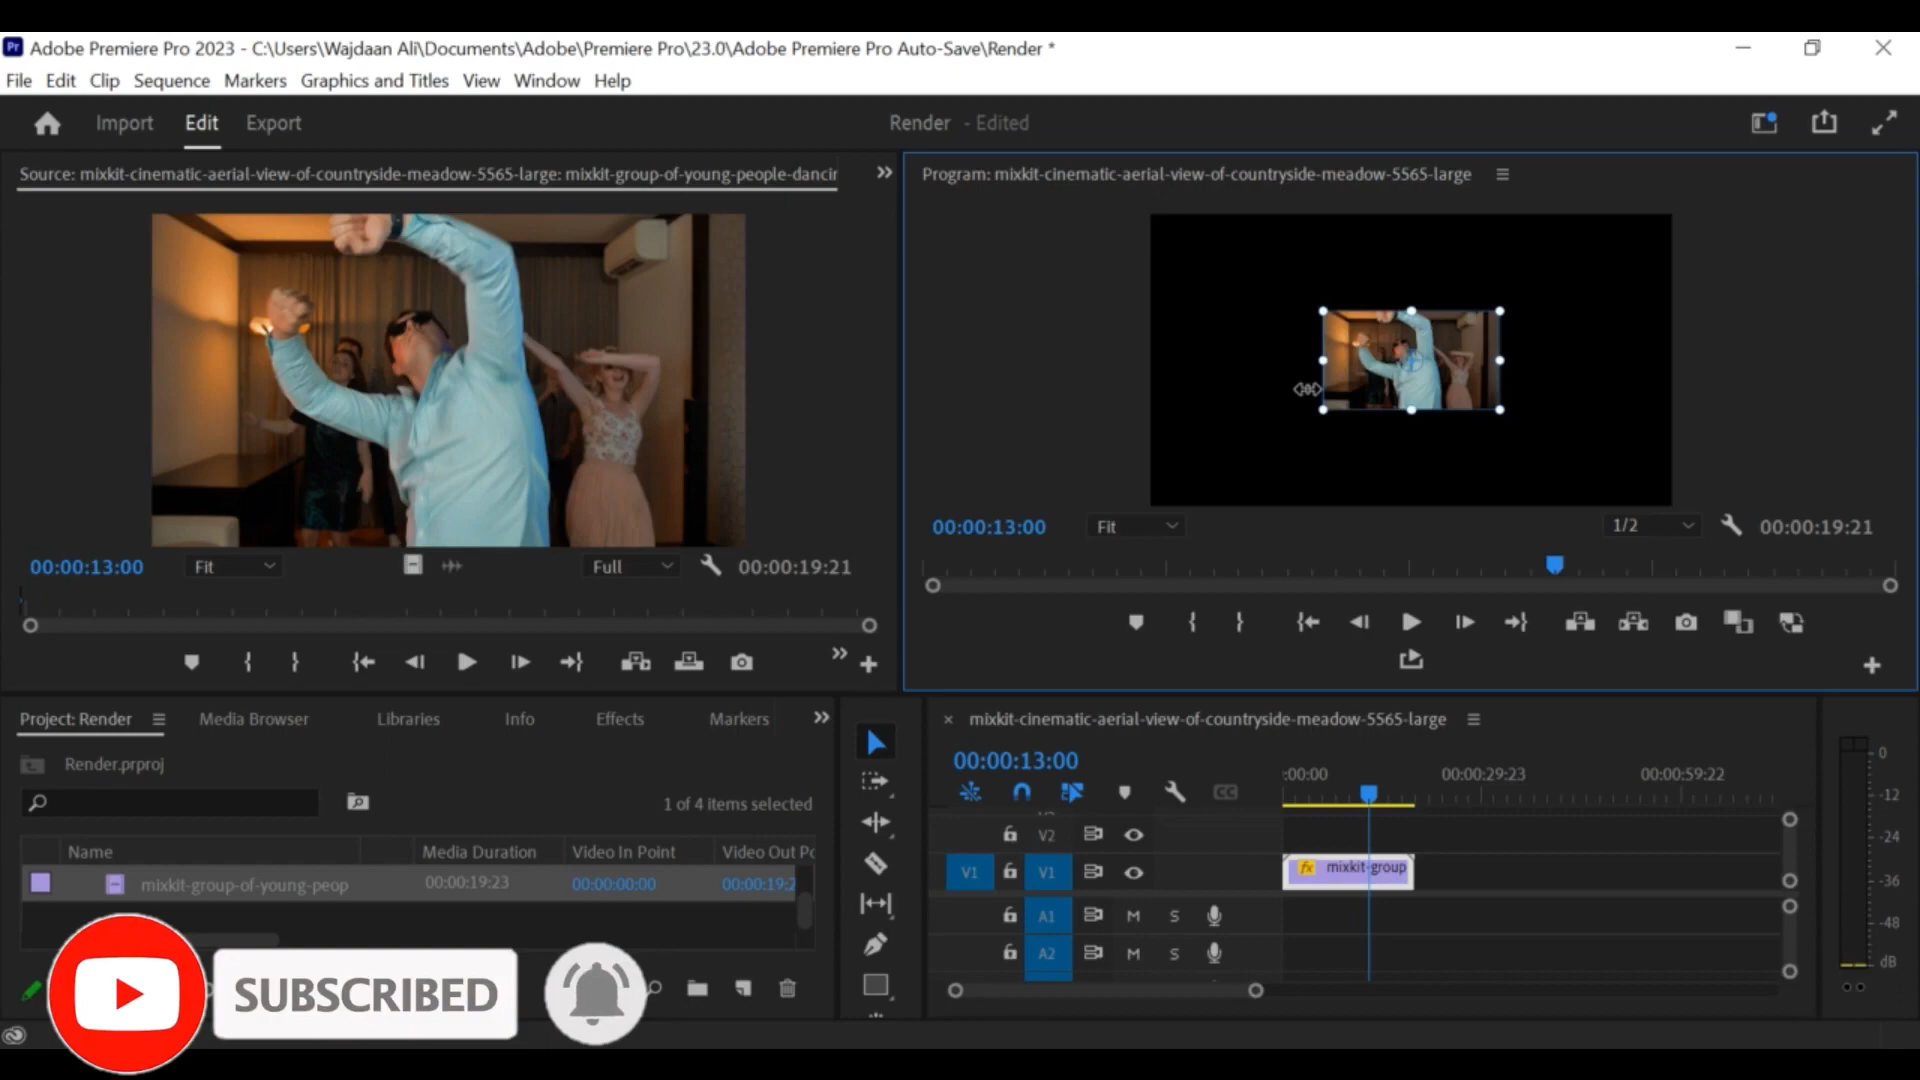 Pr Adobe Premiere Pro 2023 - C:\Users\Wajdaan Ali\Documents\Adobe\Premiere Pro\23.0\Adobe Premiere Pro Auto-Save\Render *
File Edit Clip Sequence Markers Graphics and Titles View Window Help
Import Edit Export
Render - Edited
Source: mixkit-cinematic-aerial-view-of-countryside-meadow-5565-large: mixkit-group-of-young-people-dancin
Program: mixkit-cinematic-aerial-view-of-countryside-meadow-5565-large
00:00:13:00 Fit 1/2 00:00:19:21
00:00:13:00 Fit Full 00:00:19:21
Project: Render Media Browser Libraries Info Effects Markers
Render.prproj
1 of 4 items selected
Name Media Duration Video In Point Video Out Po
mixkit-group-of-young-peop 00:00:19:23 00:00:00:00 00:00:19:2
SUBSCRIBED
mixkit-cinematic-aerial-view-of-countryside-meadow-5565-large
00:00:13:00
:00:00 00:00:29:23 00:00:59:22
CC
V2
V1 V1 fx mixkit-group
A1 M S
A2 M S
0
-12
-24
-36
-48
dB